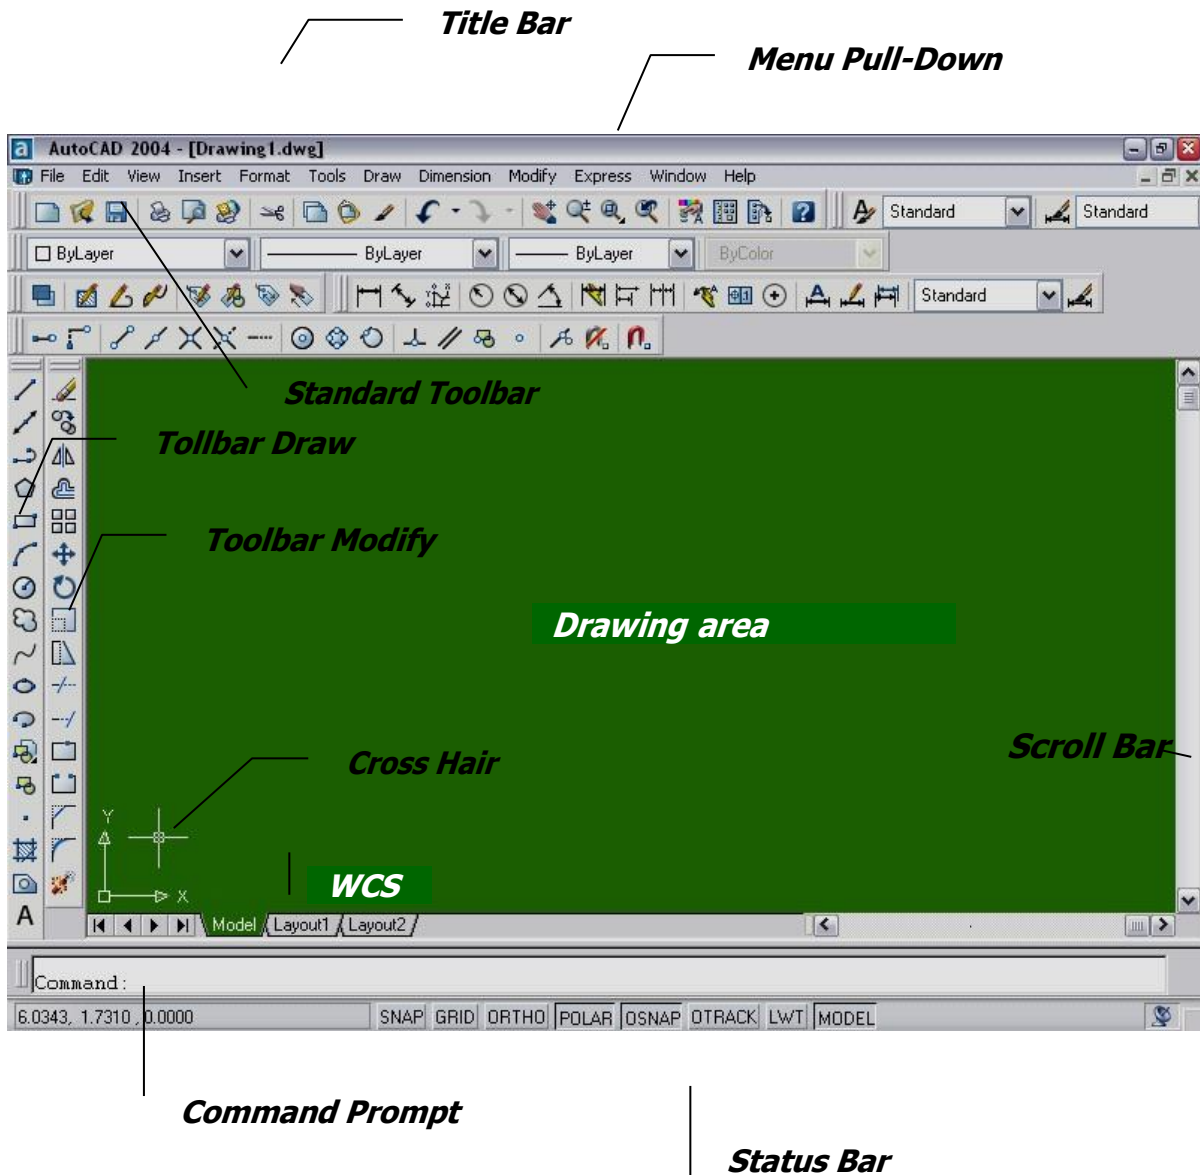 Title Bar
Menu Pull-Down
AutoCAD 2004 - [Drawing1.dwg]
File Edit View Insert Format Tools Draw Dimension Modify Express Window Help
Standard Standard
ByLayer ByLayer ByLayer ByColor
Standard
Standard Toolbar
Tollbar Draw
Toolbar Modify
Drawing area
Scroll Bar
Cross Hair
Y
WCS
X
A
Model Layout1 Layout2
Command:
6.0343, 1.7310, 0.0000 SNAP GRID ORTHO POLAR OSNAP OTRACK LWT MODEL
Command Prompt
Status Bar